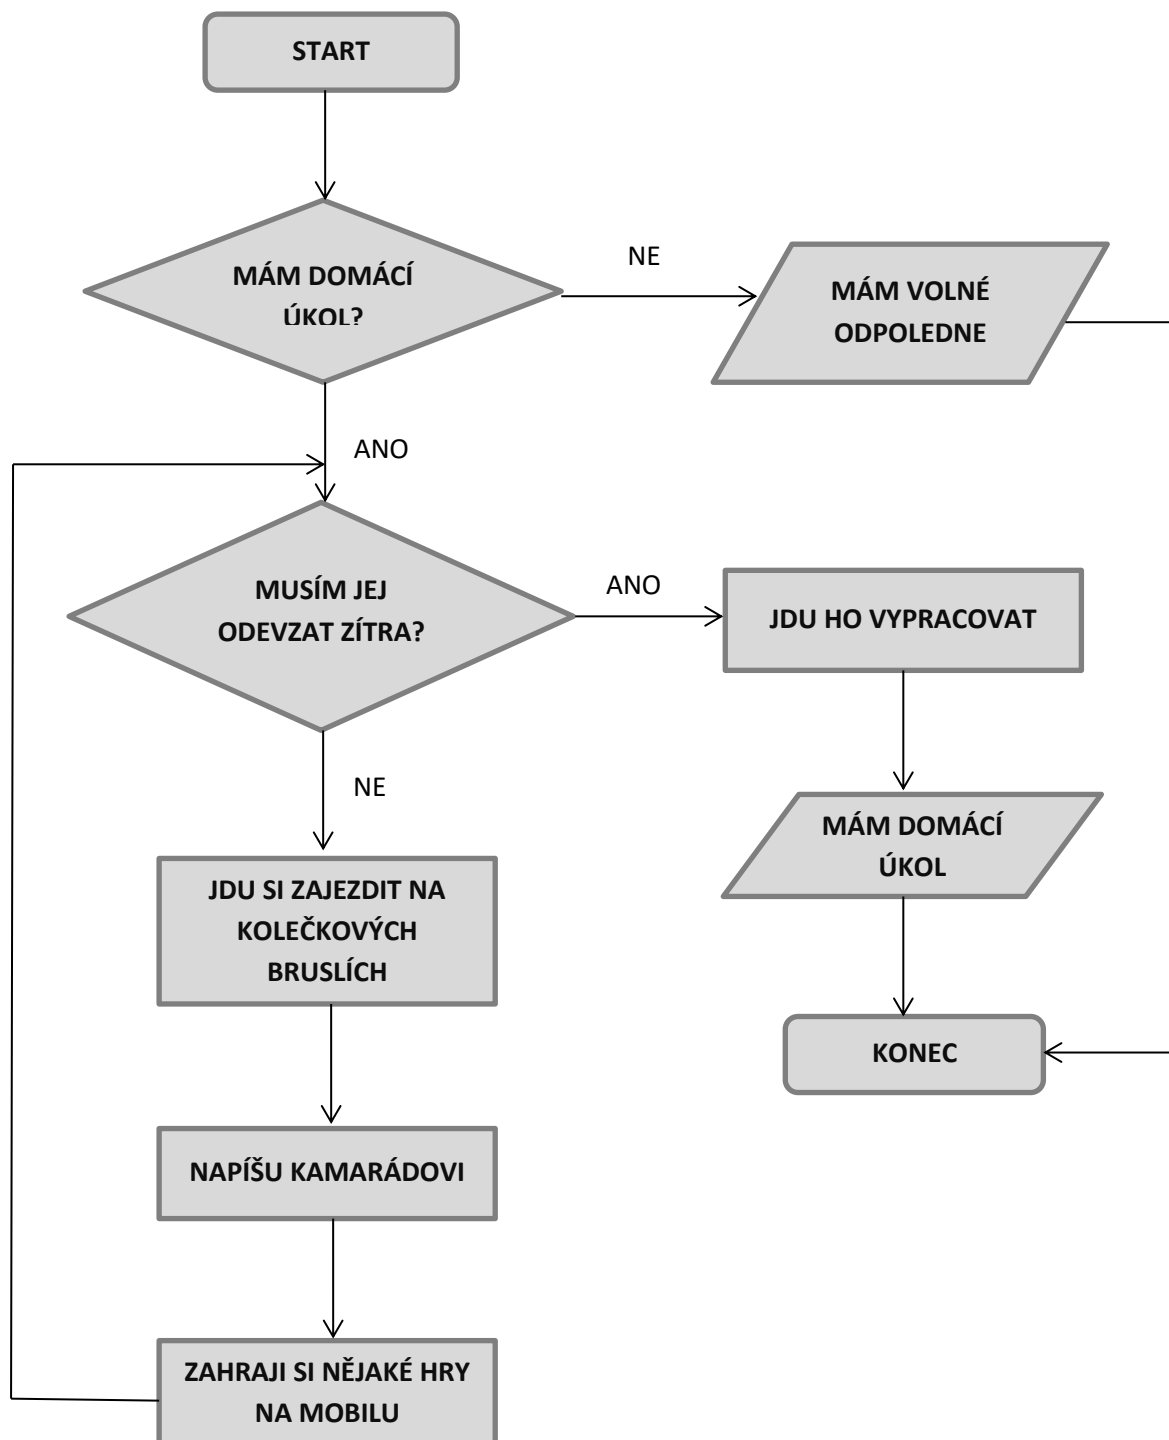 START
MÁM DOMÁCÍ
ÚKOL?
NE
MÁM VOLNÉ
ODPOLEDNE
ANO
MUSÍM JEJ
ODEVZAT ZÍTRA?
ANO
JDU HO VYPRACOVAT
NE
MÁM DOMÁCÍ
ÚKOL
JDU SI ZAJEZDIT NA
KOLEČKOVÝCH
BRUSLÍCH
KONEC
NAPÍŠU KAMARÁDOVI
ZAHRAJI SI NĚJAKÉ HRY
NA MOBILU